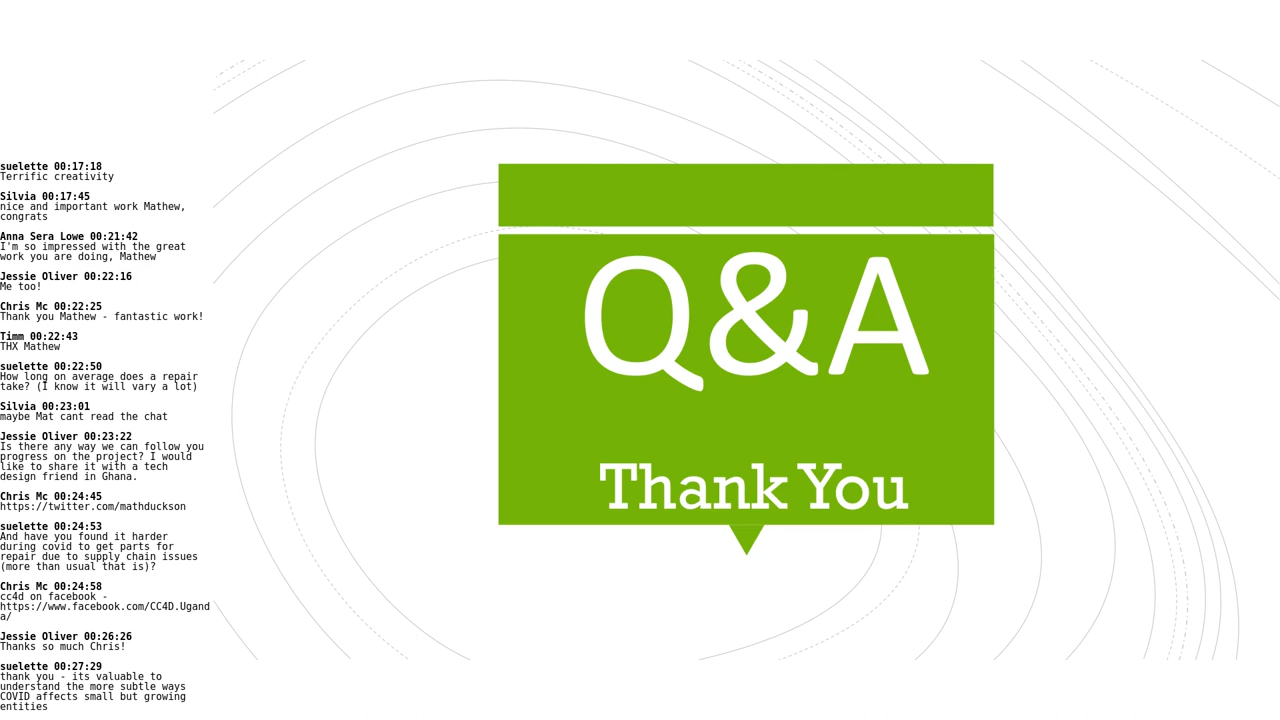 suelette 00:17:18
Terrific creativity
Silvia 00:17:45
nice and important work Mathew,
congrats
Anna Sera Lowe 00:21:42
I'm so impressed with the great
work you are doing, Mathew
Jessie Oliver 00:22:16
Me too!
Chris Mc 00:22:25
Thank you Mathew - fantastic work!
Timm 00:22:43
THX Mathew
suelette 00:22:50
How long on average does a repair
take? (I know it will vary a lot)
Silvia 00:23:01
maybe Mat cant read the chat
Jessie Oliver 00:23:22
Is there any way we can follow you
progress on the project? I would
like to share it with a tech
design friend in Ghana.
Chris Mc 00:24:45
https://twitter.com/mathduckson
suelette 00:24:53
And have you found it harder
during covid to get parts for
repair due to supply chain issues
(more than usual that is)?
Chris Mc 00:24:58
cc4d on facebook -
https://www.facebook.com/CC4D.Ugand
a/
Jessie Oliver 00:26:26
Thanks so much Chris!
suelette 00:27:29
thank you - its valuable to
understand the more subtle ways
COVID affects small but growing
entities
Q&A
Thank You